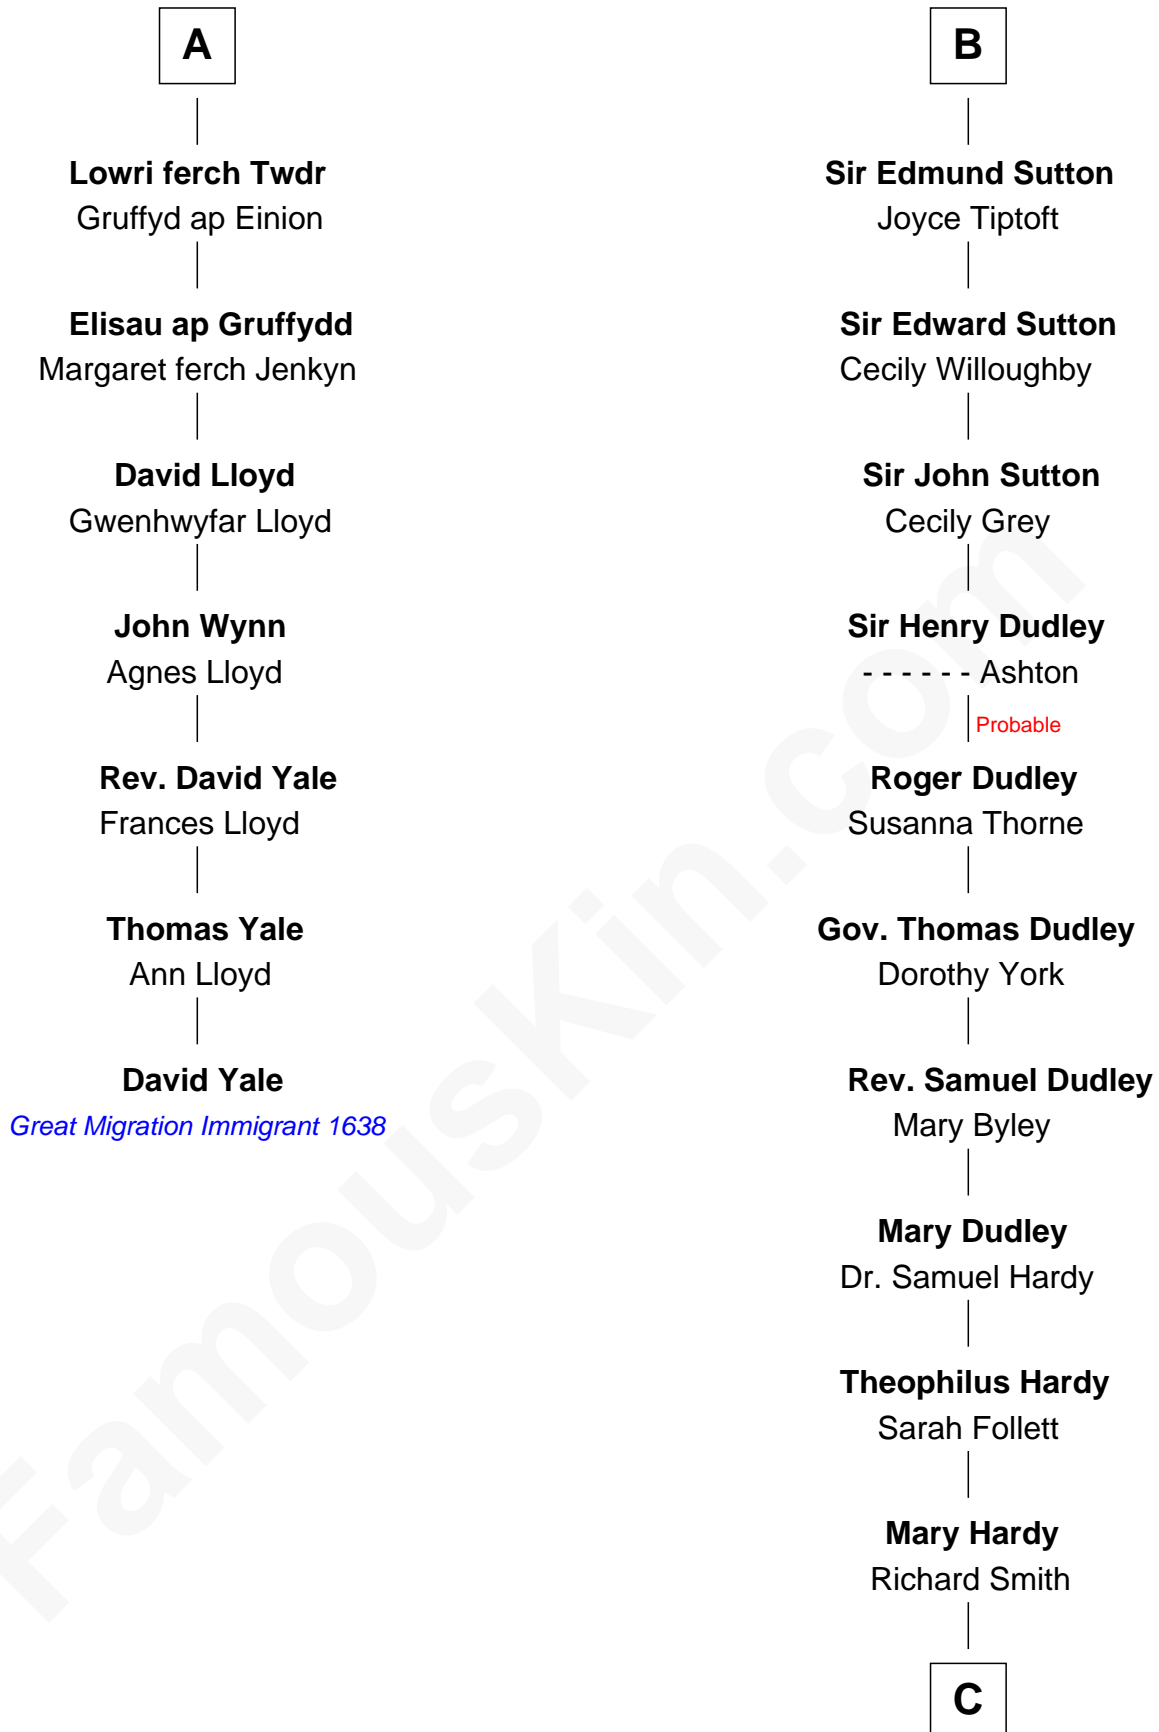 A
Lowri ferch Twdr
Gruffyd ap Einion
Elisau ap Gruffydd
Margaret ferch Jenkyn
David Lloyd
Gwenhwyfar Lloyd
John Wynn
Agnes Lloyd
Rev. David Yale
Frances Lloyd
Thomas Yale
Ann Lloyd
David Yale
Great Migration Immigrant 1638
B
Sir Edmund Sutton
Joyce Tiptoft
Sir Edward Sutton
Cecily Willoughby
Sir John Sutton
Cecily Grey
Sir Henry Dudley
- - - - - - Ashton
Probable
Roger Dudley
Susanna Thorne
Gov. Thomas Dudley
Dorothy York
Rev. Samuel Dudley
Mary Byley
Mary Dudley
Dr. Samuel Hardy
Theophilus Hardy
Sarah Follett
Mary Hardy
Richard Smith
C
FamousKin.com